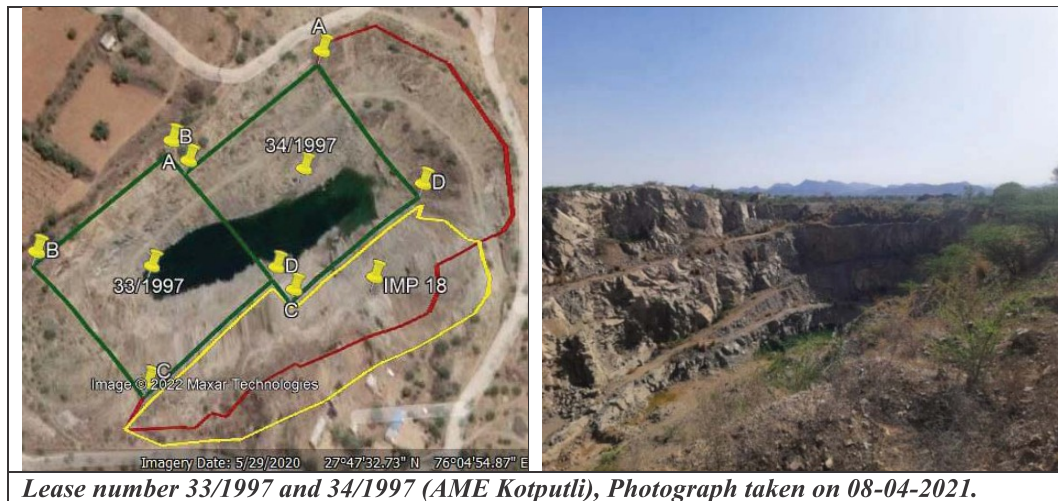 A
B
34/1997
A
D
B
33/1997
D
IMP 18
C
C
Image © 2022 Maxar Technologies
Imagery Date: 5/29/2020 27°47'32.73" N 76°04'54.87" E
Lease number 33/1997 and 34/1997 (AME Kotputli), Photograph taken on 08-04-2021.